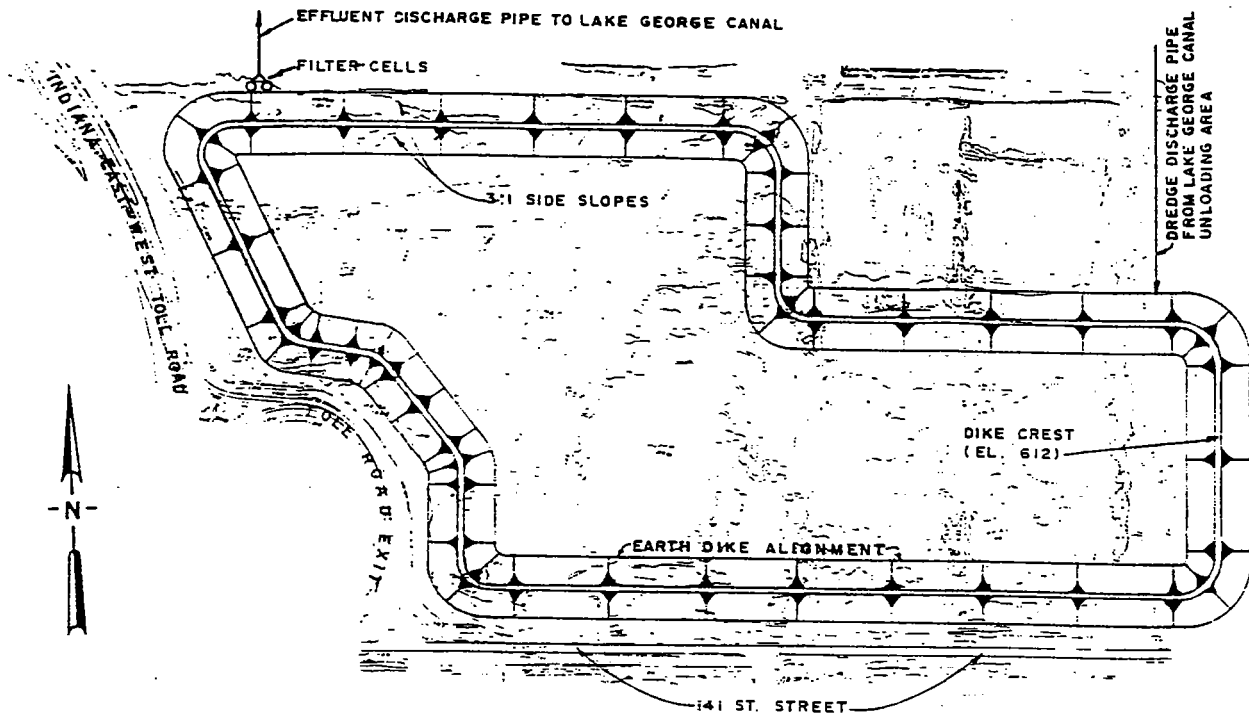 EFFLUENT DISCHARGE PIPE TO LAKE GEORGE CANAL
FILTER CELLS
INDIANA EAST-WEST TOLL ROAD
3:1 SIDE SLOPES
DREDGE DISCHARGE PIPE
FROM LAKE GEORGE CANAL
UNLOADING AREA
DIKE CREST
(EL. 612)
TOLL ROAD EXIT
-N-
EARTH DIKE ALIGNMENT
141 ST. STREET